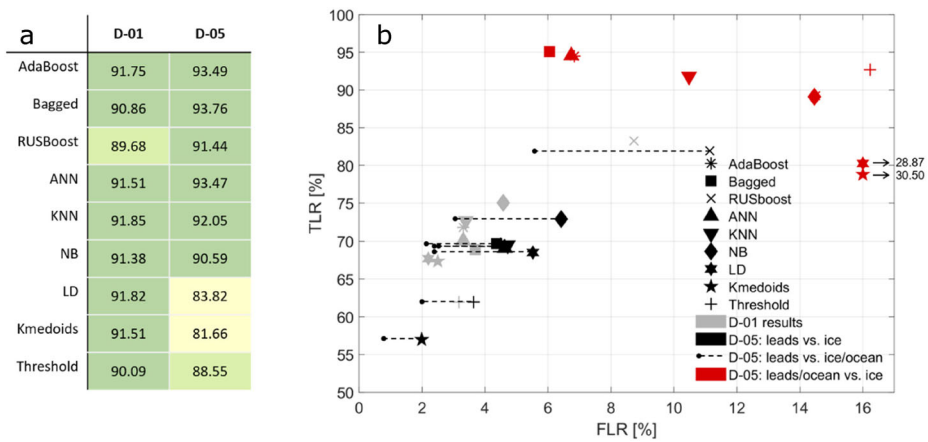 a
D-01 D-05
AdaBoost 91.75 93.49
Bagged 90.86 93.76
RUSBoost 89.68 91.44
ANN 91.51 93.47
KNN 91.85 92.05
NB 91.38 90.59
LD 91.82 83.82
Kmedoids 91.51 81.66
Threshold 90.09 88.55
b
TLR [%]
100
95
90
85
80
75
70
65
60
55
50
28.87
30.50
AdaBoost
Bagged
RUSboost
ANN
KNN
NB
LD
Kmedoids
Threshold
D-01 results
D-05: leads vs. ice
D-05: leads vs. ice/ocean
D-05: leads/ocean vs. ice
0 2 4 6 8 10 12 14 16
FLR [%]